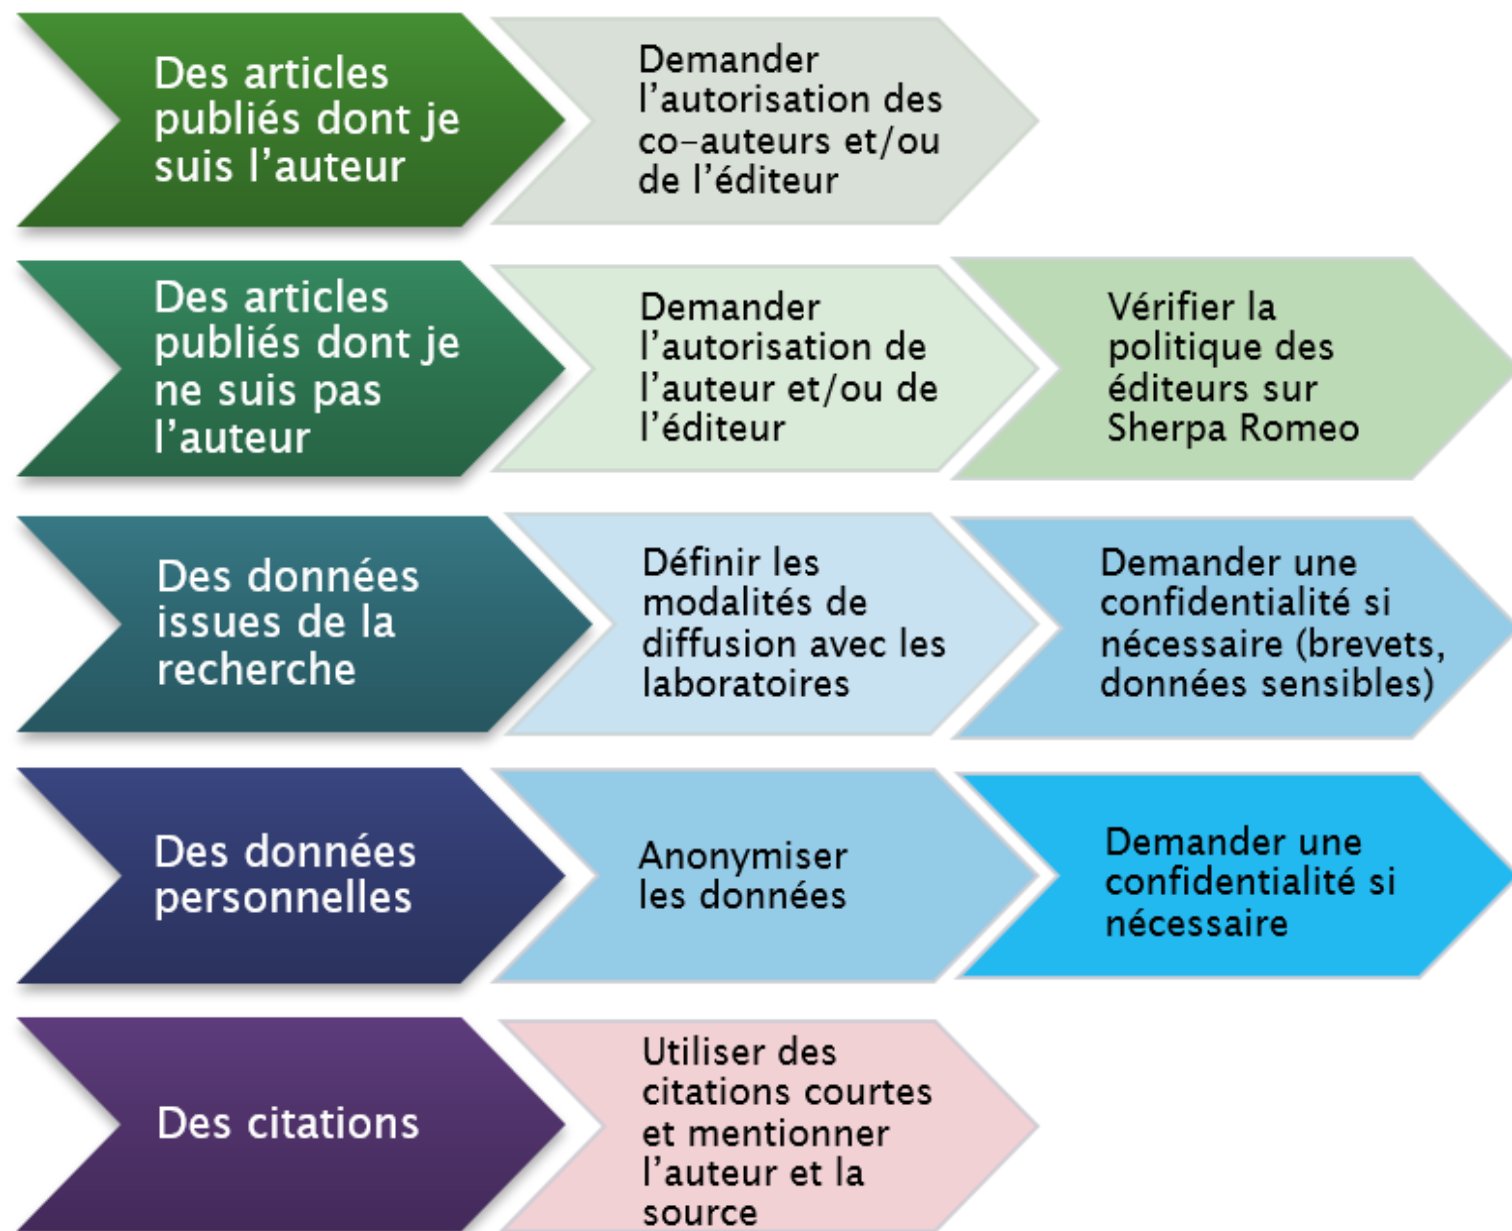 Des articles
publiés dont je
suis l’auteur
Demander
l’autorisation des
co-auteurs et/ou
de l’éditeur
Des articles
publiés dont je
ne suis pas
l’auteur
Demander
l’autorisation de
l’auteur et/ou de
l’éditeur
Vérifier la
politique des
éditeurs sur
Sherpa Romeo
Des données
issues de la
recherche
Définir les
modalités de
diffusion avec les
laboratoires
Demander une
confidentialité si
nécessaire (brevets,
données sensibles)
Des données
personnelles
Anonymiser
les données
Demander une
confidentialité si
nécessaire
Des citations
Utiliser des
citations courtes
et mentionner
l’auteur et la
source